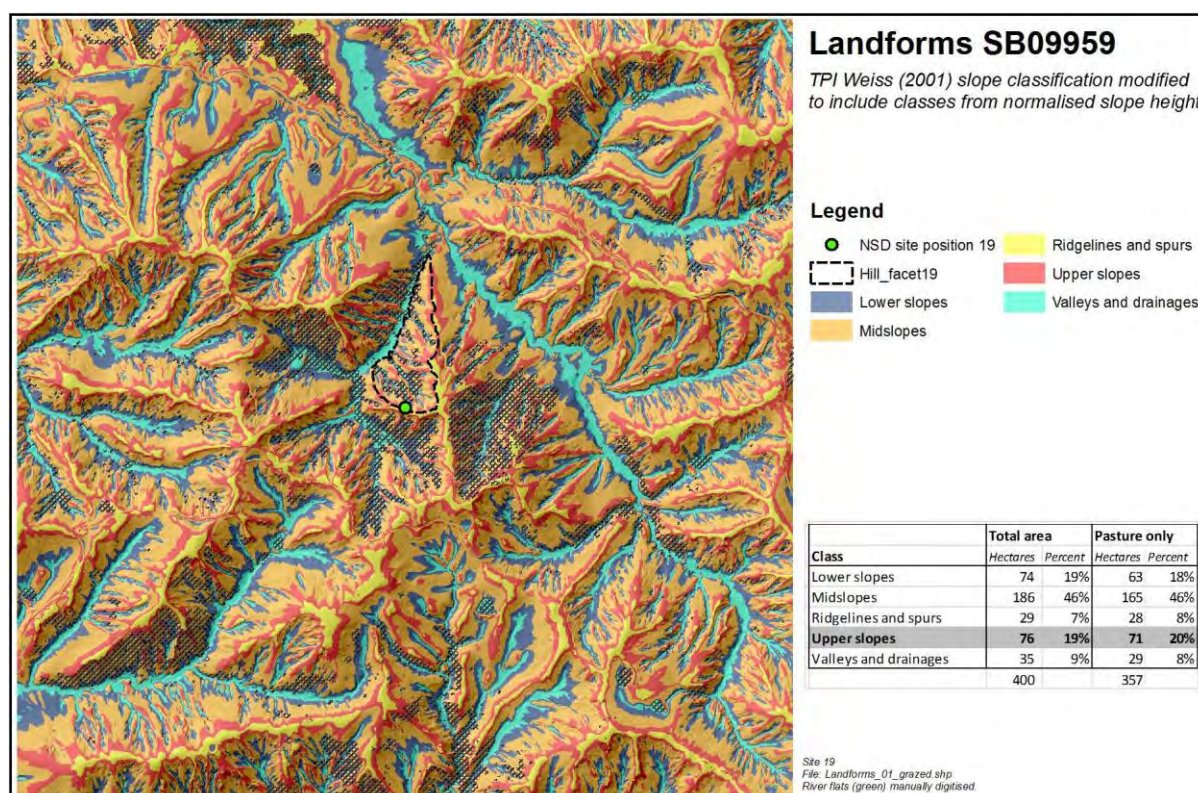 Landforms SB09959
TPI Weiss (2001) slope classification modified
to include classes from normalised slope height
Legend
NSD site position 19
Hill_facet19
Lower slopes
Midslopes
Ridgelines and spurs
Upper slopes
Valleys and drainages
Total area Pasture only
Class Hectares Percent Hectares Percent
Lower slopes 74 19% 63 18%
Midslopes 186 46% 165 46%
Ridgelines and spurs 29 7% 28 8%
Upper slopes 76 19% 71 20%
Valleys and drainages 35 9% 29 8%
400 357
Site 19
File: Landforms_01_grazed.shp
River flats (green) manually digitised.